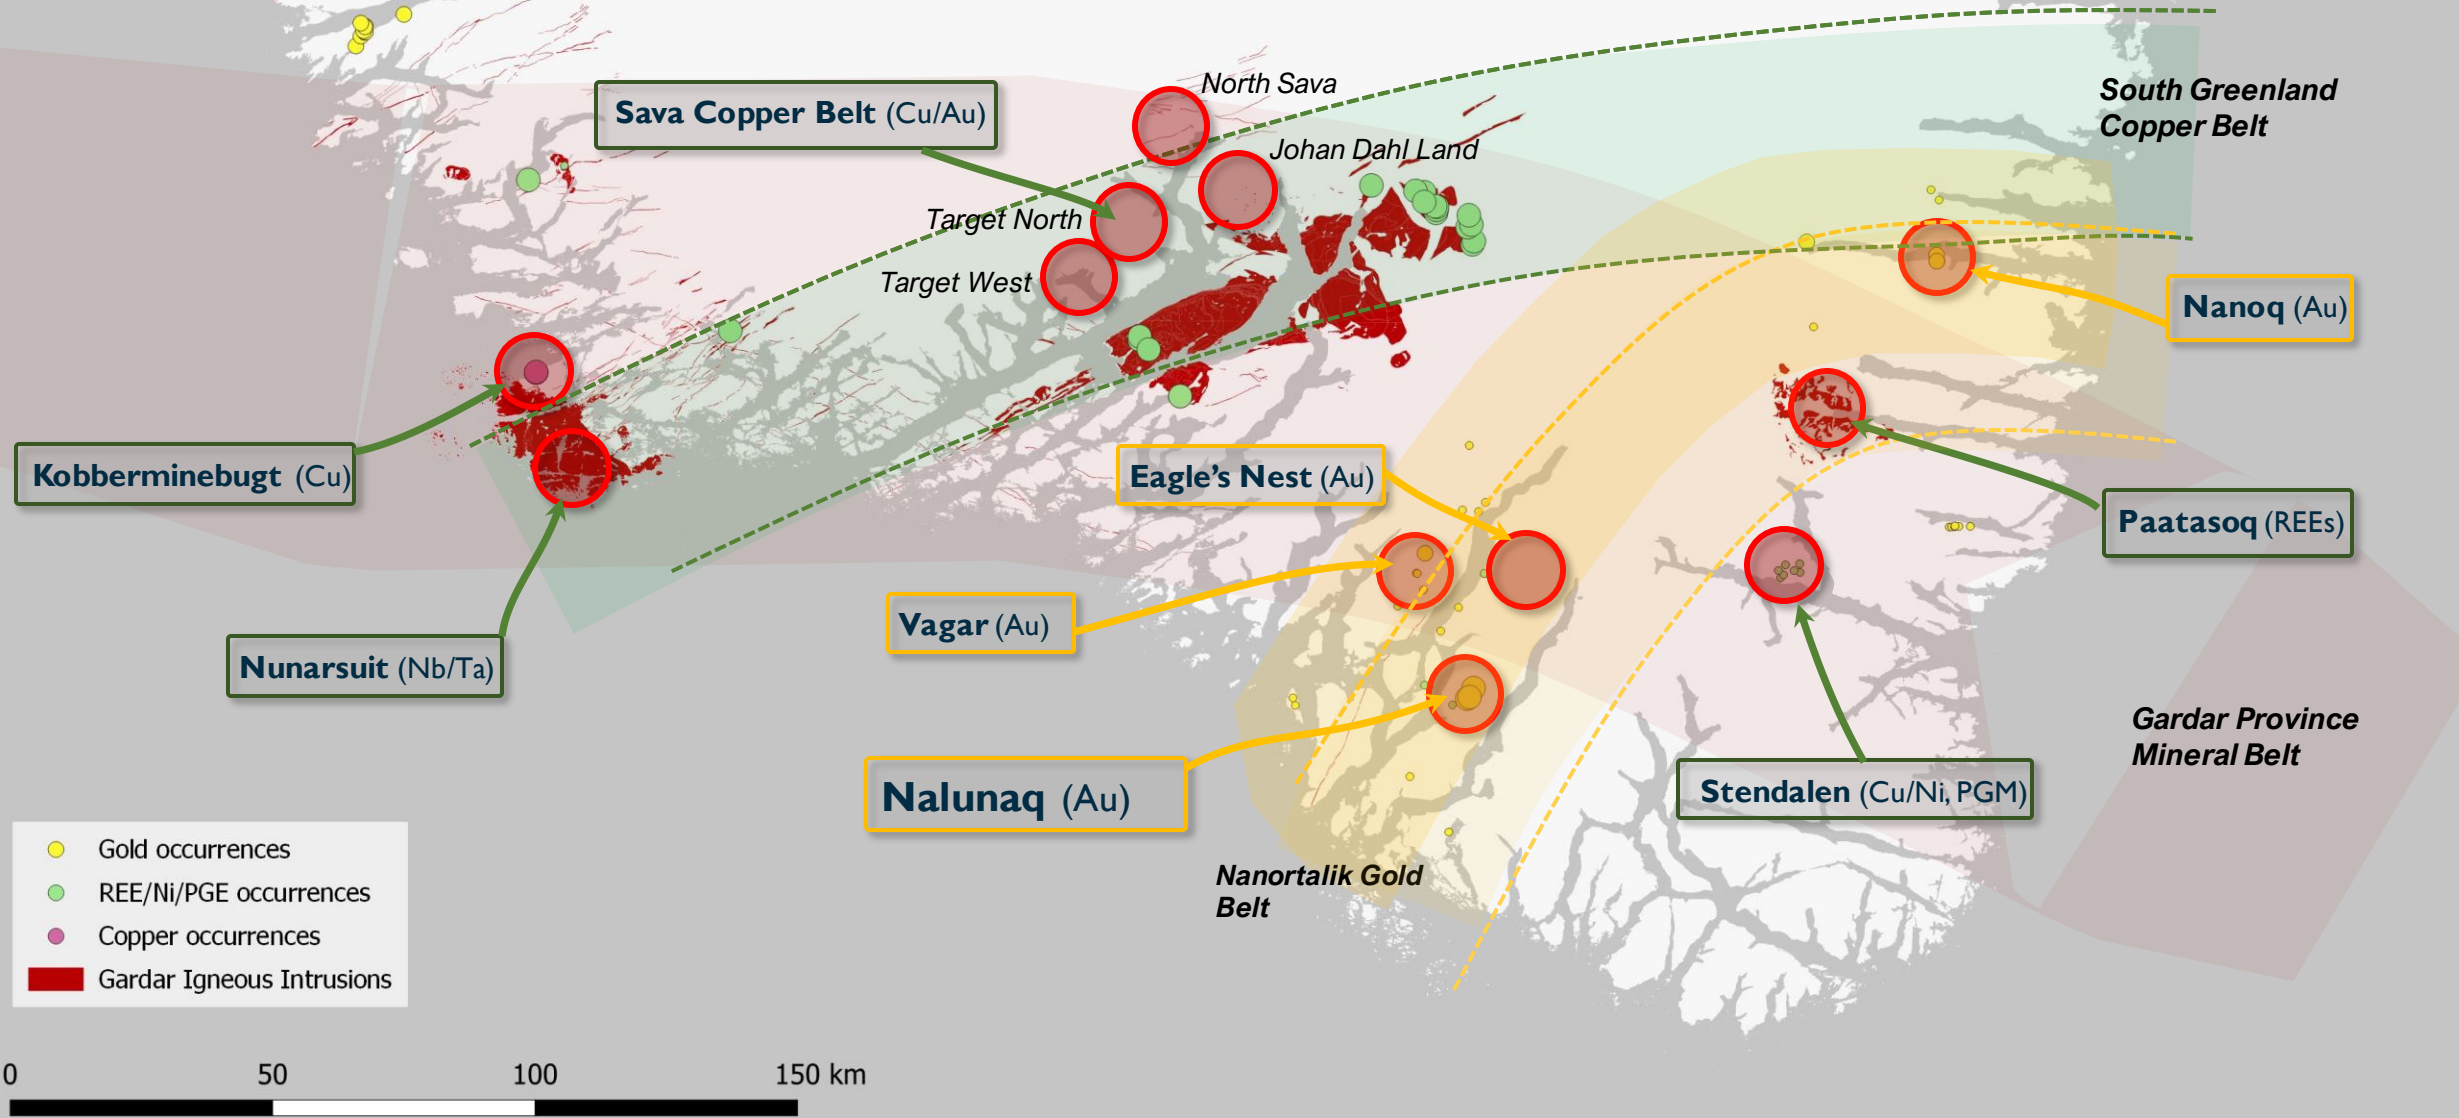 North Sava
South Greenland
Copper Belt
Sava Copper Belt (Cu/Au)
Johan Dahl Land
Target North
Target West
Nanoq (Au)
Kobberminebugt (Cu)
Eagle’s Nest (Au)
Paatasoq (REEs)
Vagar (Au)
Nunarsuit (Nb/Ta)
Gardar Province
Mineral Belt
Nalunaq (Au)
Stendalen (Cu/Ni, PGM)
Nanortalik Gold
Belt
Gold occurrences
REE/Ni/PGE occurrences
Copper occurrences
Gardar Igneous Intrusions
0 50 100 150 km